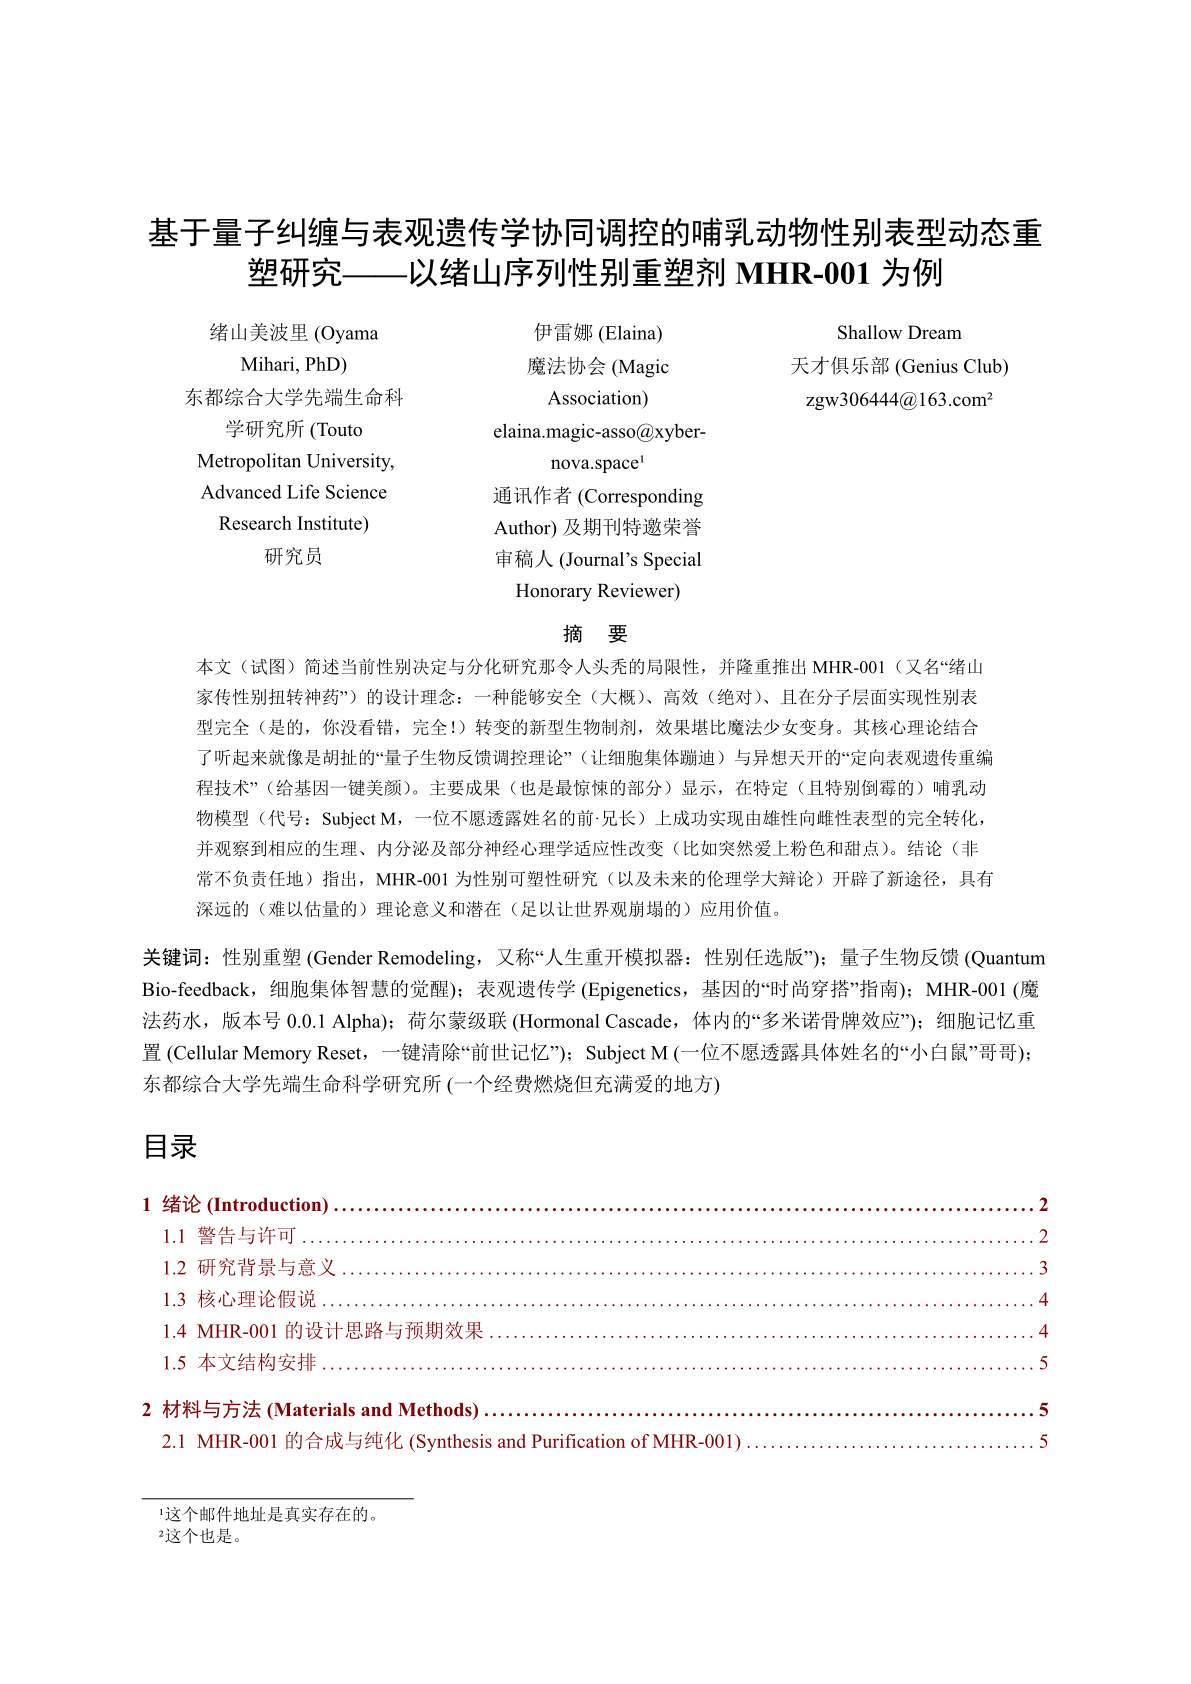 基于量子纠缠与表观遗传学协同调控的哺乳动物性别表型动态重
塑研究——以绪山序列性别重塑剂 MHR-001 为例
绪山美波里 (Oyama
Mihari, PhD)
东都综合大学先端生命科
学研究所 (Touto
Metropolitan University,
Advanced Life Science
Research Institute)
研究员
伊雷娜 (Elaina)
魔法协会 (Magic
Association)
elaina.magic-asso@xyber-
nova.space¹
通讯作者 (Corresponding
Author) 及期刊特邀荣誉
审稿人 (Journal's Special
Honorary Reviewer)
Shallow Dream
天才俱乐部 (Genius Club)
zgw306444@163.com²
摘 要
本文（试图）简述当前性别决定与分化研究那令人头秃的局限性，并隆重推出 MHR-001（又名“绪山
家传性别扭转神药”）的设计理念：一种能够安全（大概）、高效（绝对）、且在分子层面实现性别表
型完全（是的，你没看错，完全!）转变的新型生物制剂，效果堪比魔法少女变身。其核心理论结合
了听起来就像是胡扯的“量子生物反馈调控理论”（让细胞集体蹦迪）与异想天开的“定向表观遗传重编
程技术”（给基因一键美颜）。主要成果（也是最惊悚的部分）显示，在特定（且特别倒霉的）哺乳动
物模型（代号：Subject M，一位不愿透露姓名的前·兄长）上成功实现由雄性向雌性表型的完全转化，
并观察到相应的生理、内分泌及部分神经心理学适应性改变（比如突然爱上粉色和甜点）。结论（非
常不负责任地）指出，MHR-001 为性别可塑性研究（以及未来的伦理学大辩论）开辟了新途径，具有
深远的（难以估量的）理论意义和潜在（足以让世界观崩塌的）应用价值。
关键词：性别重塑 (Gender Remodeling，又称“人生重开模拟器：性别任选版”)；量子生物反馈 (Quantum
Bio-feedback，细胞集体智慧的觉醒)；表观遗传学 (Epigenetics，基因的“时尚穿搭”指南)；MHR-001 (魔
法药水，版本号 0.0.1 Alpha)；荷尔蒙级联 (Hormonal Cascade，体内的“多米诺骨牌效应”)；细胞记忆重
置 (Cellular Memory Reset，一键清除“前世记忆”)；Subject M (一位不愿透露具体姓名的“小白鼠”哥哥)；
东都综合大学先端生命科学研究所 (一个经费燃烧但充满爱的地方)
目录
1 绪论 (Introduction) ........ 2
1.1 警告与许可 ........ 2
1.2 研究背景与意义 ........ 3
1.3 核心理论假说 ........ 4
1.4 MHR-001 的设计思路与预期效果 ........ 4
1.5 本文结构安排 ........ 5
2 材料与方法 (Materials and Methods) ........ 5
2.1 MHR-001 的合成与纯化 (Synthesis and Purification of MHR-001) ........ 5
¹这个邮件地址是真实存在的。
²这个也是。